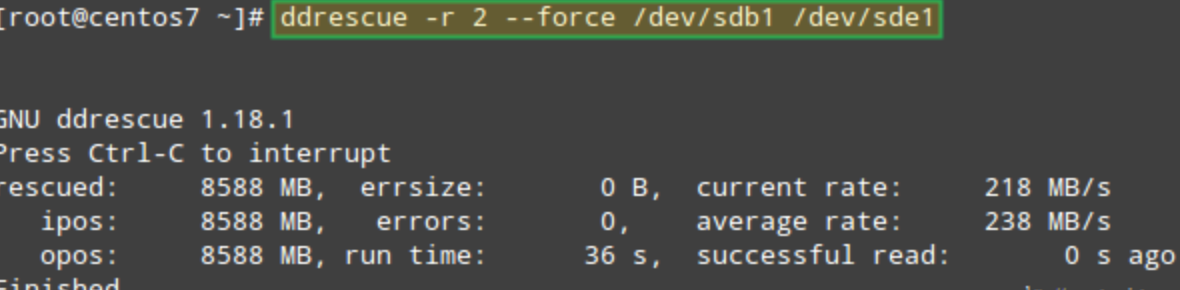 [root@centos7 ~]# ddrescue -r 2 --force /dev/sdb1 /dev/sde1
GNU ddrescue 1.18.1
Press Ctrl-C to interrupt
rescued:     8588 MB,  errsize:       0 B,  current rate:     218 MB/s
   ipos:     8588 MB,   errors:       0,    average rate:     238 MB/s
   opos:     8588 MB, run time:      36 s,  successful read:       0 s ago
Finished